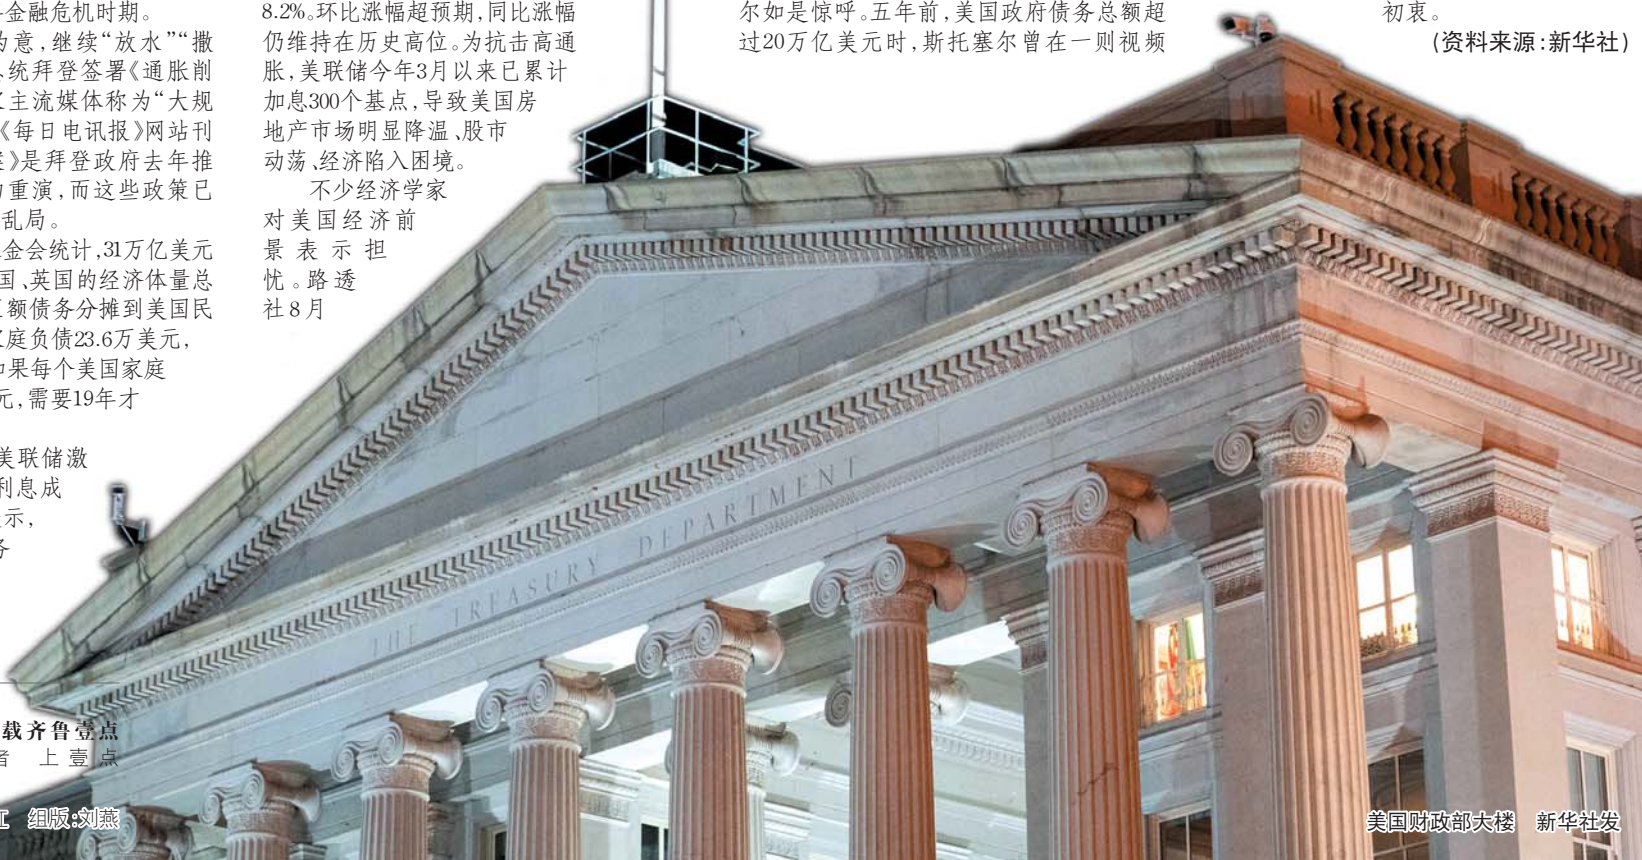 金融危机时期。
为意，继续“放水”“撒
统拜登签署《通胀削
主流媒体称为“大规
《每日电讯报》网站刊
》是拜登政府去年推
重演，而这些政策已
乱局。
金会统计，31万亿美元
国、英国的经济体量总
额债务分摊到美国民
庭负债23.6万美元，
如果每个美国家庭
元，需要19年才
美联储激
利息成
示，
务
载齐鲁壹点
者 上壹点
组版：刘燕
8.2%。环比涨幅超预期，同比涨幅
仍维持在历史高位。为抗击高通
胀，美联储今年3月以来已累计
加息300个基点，导致美国房
地产市场明显降温、股市
动荡、经济陷入困境。
不少经济学家
对美国经济前
景表示担
忧。路透
社8月
尔如是惊呼。五年前，美国政府债务总额超
过20万亿美元时，斯托塞尔曾在一则视频
初衷。
(资料来源：新华社)
THE TREASURY DEPARTMENT
美国财政部大楼 新华社发